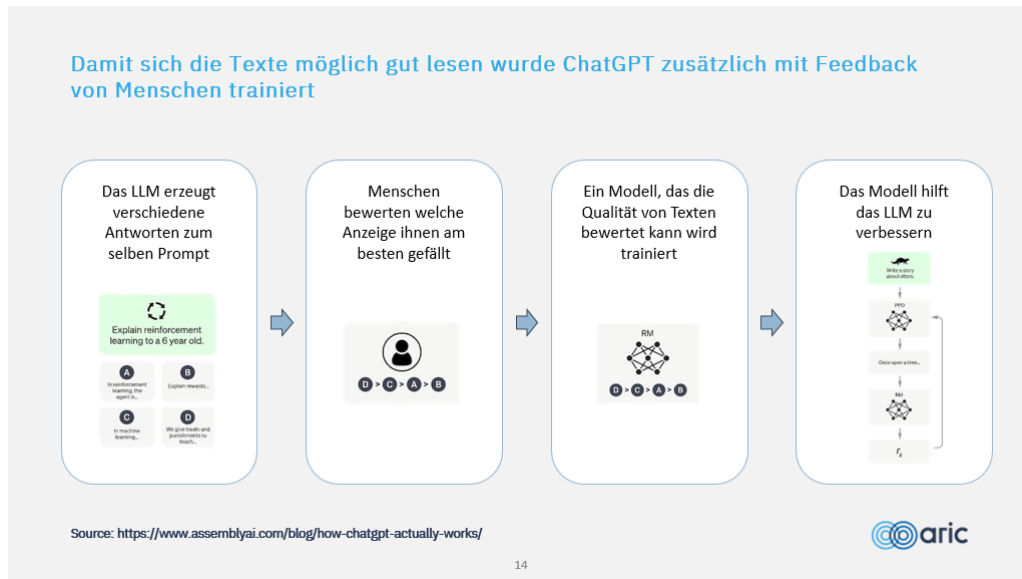 Damit sich die Texte möglich gut lesen wurde ChatGPT zusätzlich mit Feedback
von Menschen trainiert
Das LLM erzeugt
verschiedene
Antworten zum
selben Prompt
Explain reinforcement
learning to a 6 year old.
A
In reinforcement
learning, the
agent is...
B
Explain rewards...
C
In machine
learning...
D
We give treats and
punishments to
teach...
Menschen
bewerten welche
Anzeige ihnen am
besten gefällt
D > C > A > B
Ein Modell, das die
Qualität von Texten
bewertet kann wird
trainiert
RM
D > C > A > B
Das Modell hilft
das LLM zu
verbessern
Write a story
about otters.
PPO
Once upon a time...
RM
rk
Source: https://www.assemblyai.com/blog/how-chatgpt-actually-works/
aric
14